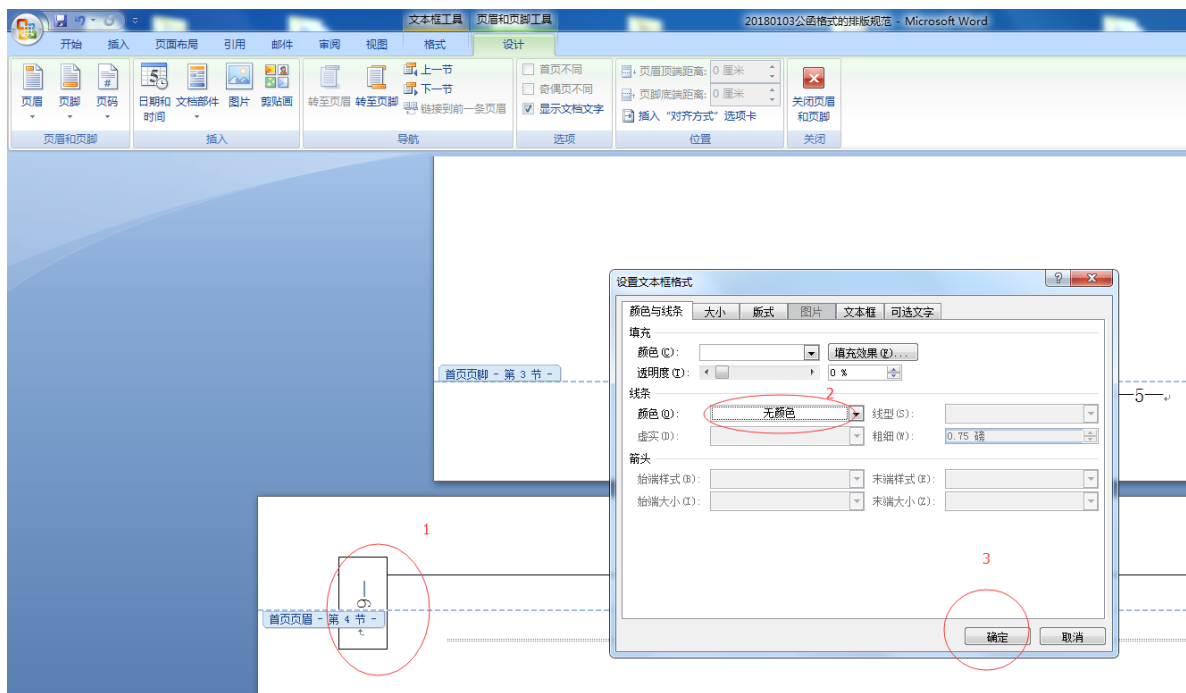 文本框工具 页眉和页脚工具 20180103公函格式的排版规范 - Microsoft Word
开始 插入 页面布局 引用 邮件 审阅 视图 格式 设计
页眉 页脚 页码 日期和时间 文档部件 图片 剪贴画 转至页眉 转至页脚
上一节
下一节
链接到前一条页眉
首页不同
奇偶页不同
显示文档文字
页眉顶端距离: 0 厘米
页脚底端距离: 0 厘米
插入“对齐方式”选项卡
关闭页眉
和页脚
页眉和页脚 插入 导航 选项 位置 关闭
设置文本框格式
颜色与线条 大小 版式 图片 文本框 可选文字
填充
颜色(C): 填充效果(F)...
透明度(T): 0 %
线条 2
颜色(O): 无颜色 线型(S):
虚实(D): 粗细(W): 0.75 磅
箭头
始端样式(B): 末端样式(E):
始端大小(I): 末端大小(Z):
3
确定 取消
首页页脚 - 第 3 节 -
—5—
1
—6
首页页眉 - 第 4 节 -